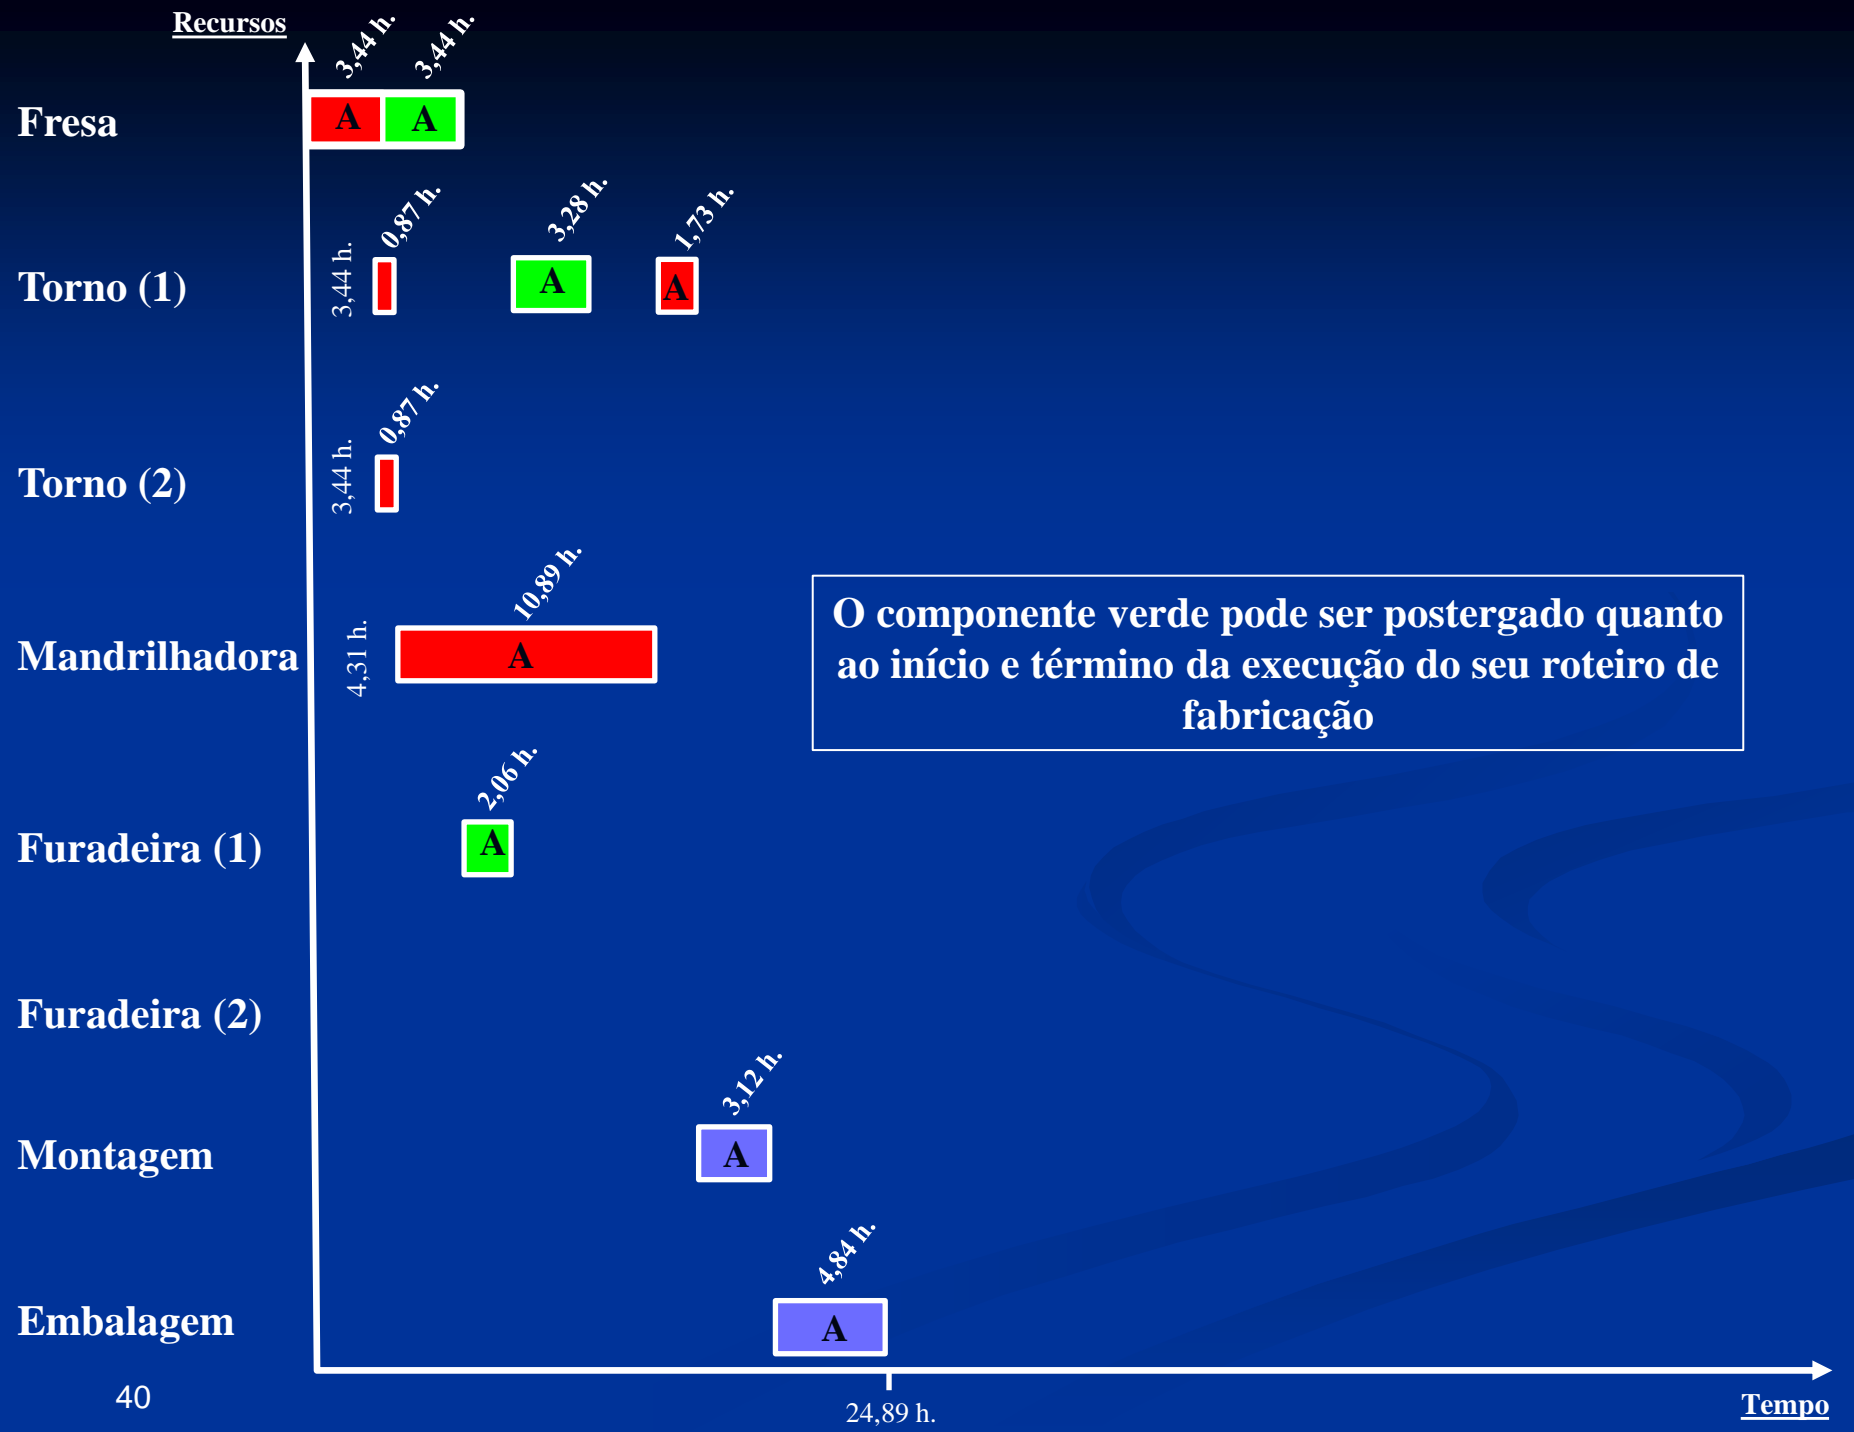 Recursos
3,44 h.
3,44 h.
Fresa
A
A
0,87 h.
3,28 h.
1,73 h.
Torno (1)
3,44 h.
A
A
0,87 h.
Torno (2)
3,44 h.
10,89 h.
Mandrilhadora
4,31 h.
A
O componente verde pode ser postergado quanto
ao início e término da execução do seu roteiro de
fabricação
2,06 h.
Furadeira (1)
A
Furadeira (2)
3,12 h.
Montagem
A
4,84 h.
Embalagem
A
40
24,89 h.
Tempo